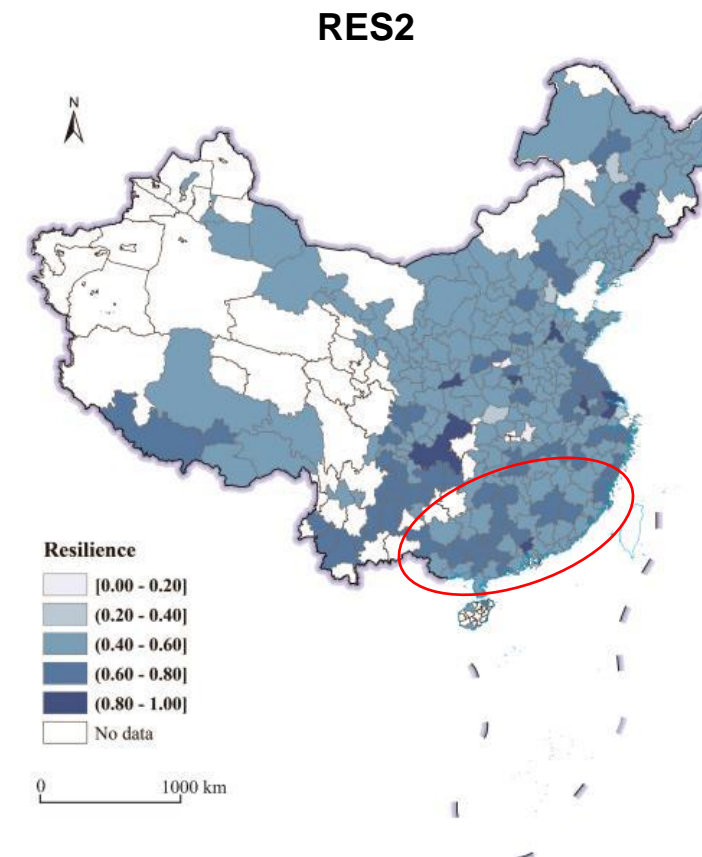 RES2
N
Resilience
[0.00 - 0.20]
(0.20 - 0.40]
(0.40 - 0.60]
(0.60 - 0.80]
(0.80 - 1.00]
No data
0 1000 km